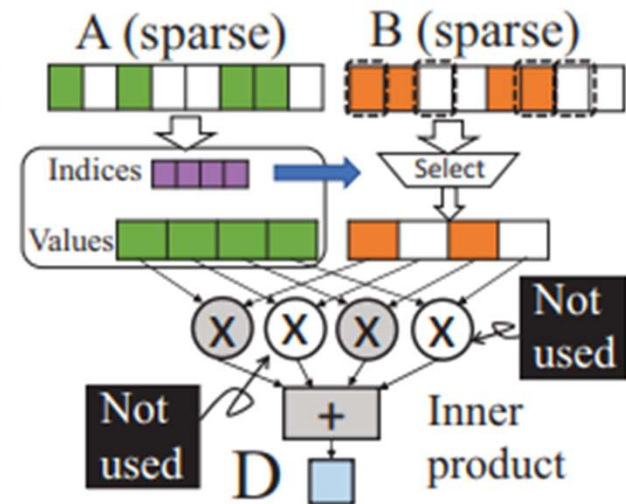 A (sparse)
B (sparse)
Indices
Select
Values
X X X X
Not
used
Not
used
+
Inner
product
D